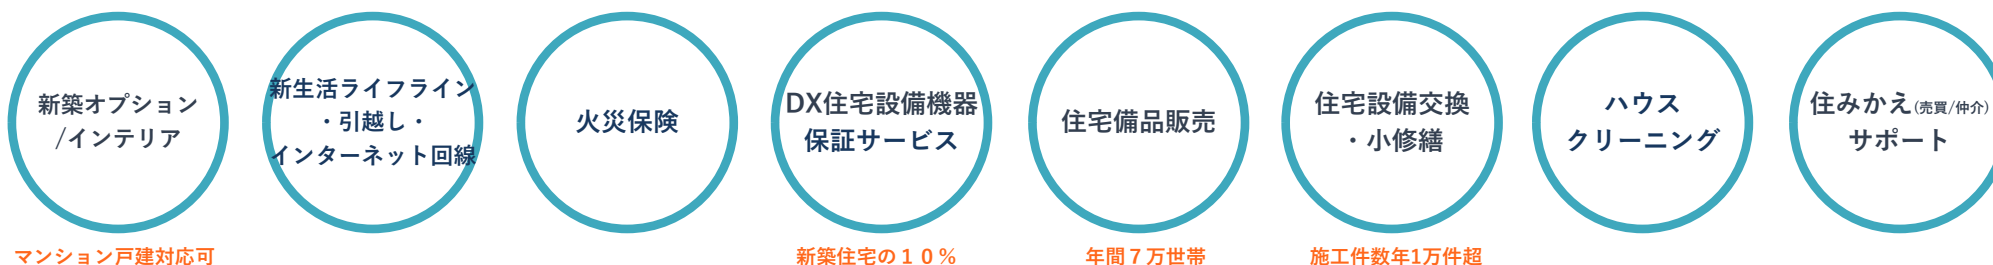 新築オプション
/インテリア
マンション戸建対応可
新生活ライフライン
・引越し・
インターネット回線
火災保険
DX住宅設備機器
保証サービス
新築住宅の１０％
住宅備品販売
年間７万世帯
住宅設備交換
・小修繕
施工件数年1万件超
ハウス
クリーニング
住みかえ(売買/仲介)
サポート